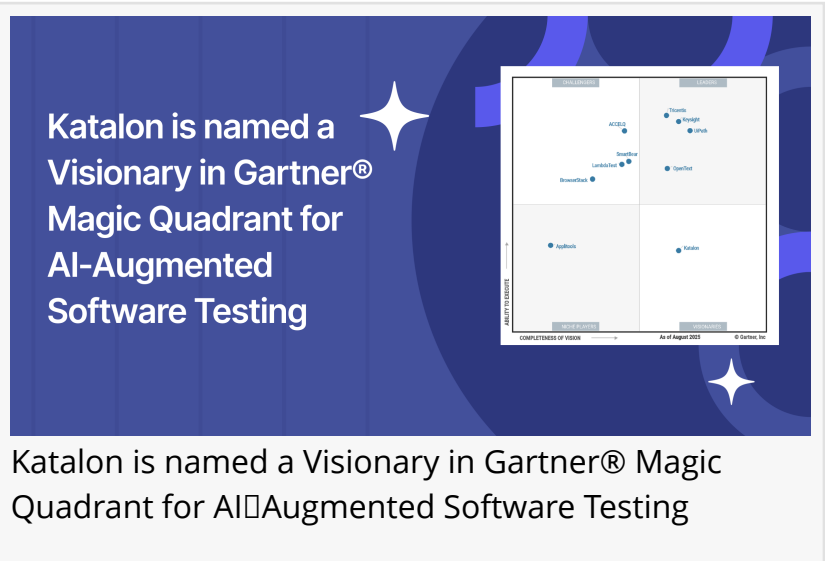 Katalon is named a
Visionary in Gartner®
Magic Quadrant for
AI-Augmented
Software Testing
CHALLENGERS
LEADERS
Tricentis
Keysight
UiPath
ACCELQ
SmartBear
LambdaTest
OpenText
BrowserStack
Applitools
Katalon
ABILITY TO EXECUTE
NICHE PLAYERS
VISIONARIES
COMPLETENESS OF VISION
As of August 2025
© Gartner, Inc
Katalon is named a Visionary in Gartner® Magic
Quadrant for AI▯Augmented Software Testing